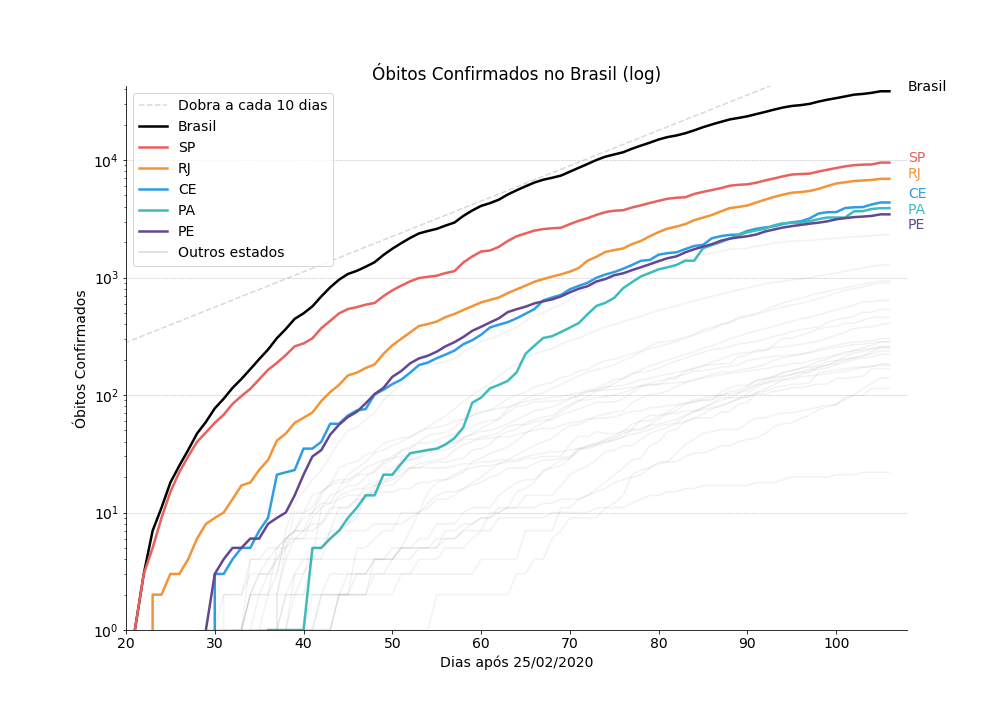 Óbitos Confirmados no Brasil (log)
Dobra a cada 10 dias
Brasil
SP
RJ
CE
PA
PE
Outros estados
Brasil
SP
RJ
CE
PA
PE
Óbitos Confirmados
10⁴
10³
10²
10¹
10⁰
20 30 40 50 60 70 80 90 100
Dias após 25/02/2020